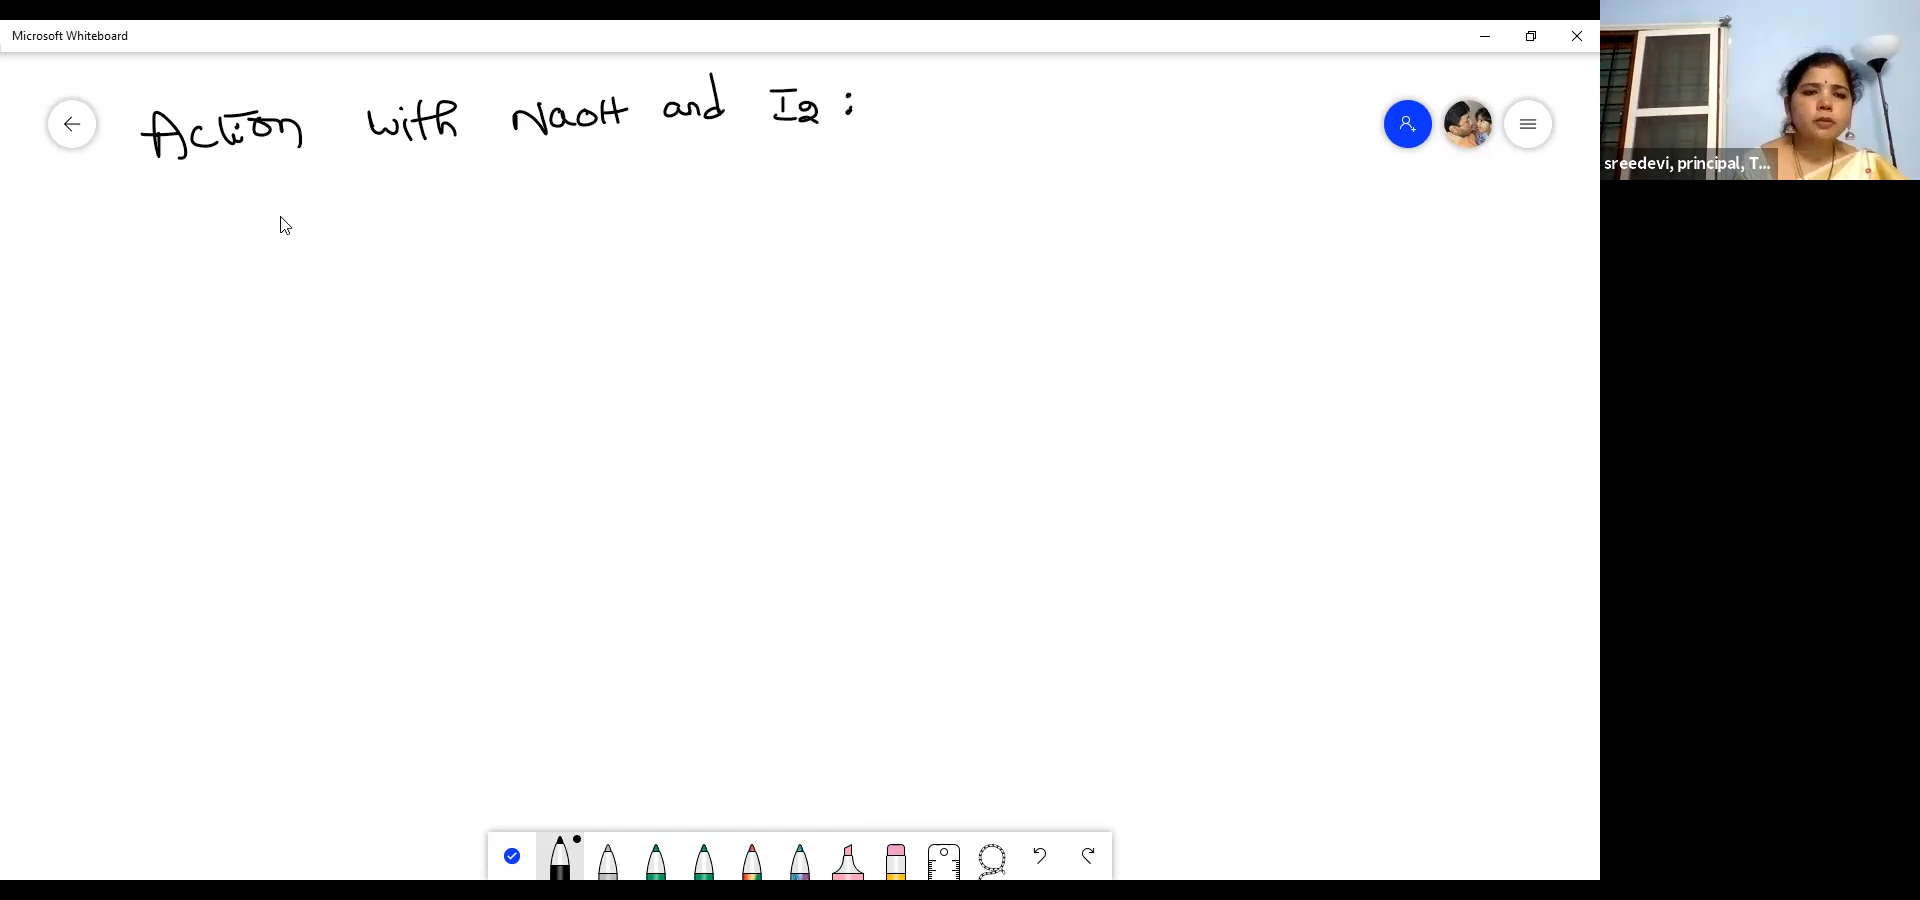 Microsoft Whiteboard
Action with NaOH and I2 :
sreedevi, principal, T...